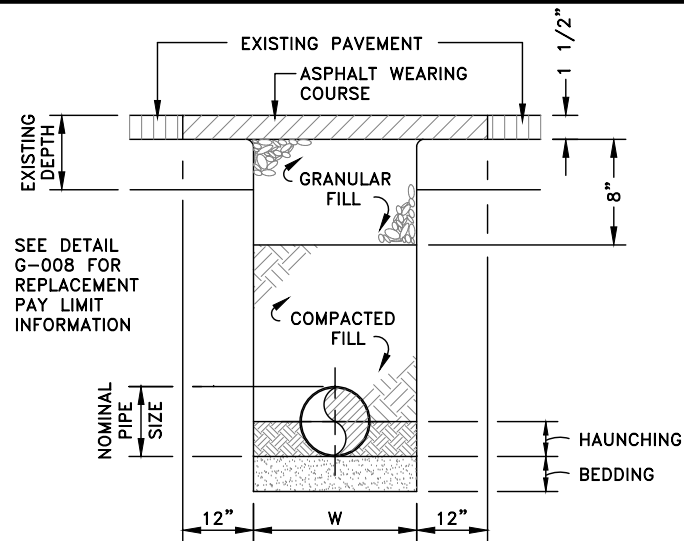 EXISTING PAVEMENT
ASPHALT WEARING
COURSE
1 1/2"
EXISTING
DEPTH
GRANULAR
FILL
8"
SEE DETAIL
G-008 FOR
REPLACEMENT
PAY LIMIT
INFORMATION
COMPACTED
FILL
NOMINAL
PIPE
SIZE
HAUNCHING
BEDDING
12"
W
12"